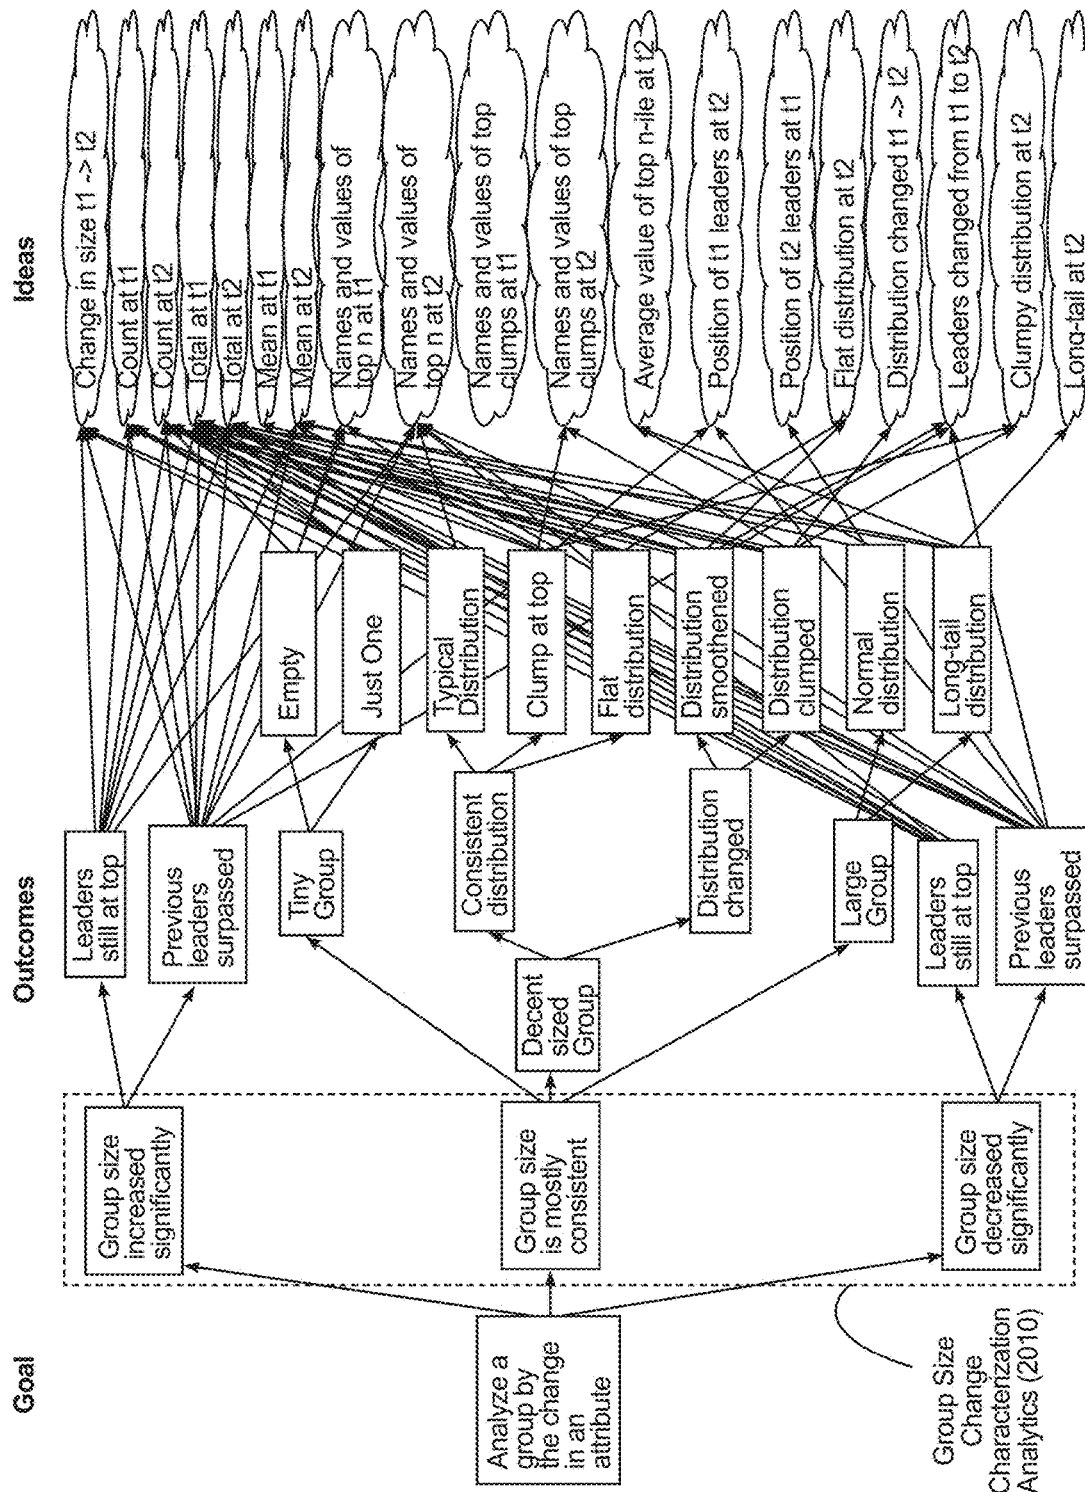 Goal
Outcomes
Ideas
Analyze a
group by
the change
in an
attribute
Group Size
Change
Characterization
Analytics (2010)
Group size
increased
significantly
Group size
is mostly
consistent
Group size
decreased
significantly
Leaders
still at top
Previous
leaders
surpassed
Tiny
Group
Decent
sized
Group
Consistent
distribution
Distribution
changed
Large
Group
Leaders
still at top
Previous
leaders
surpassed
Empty
Just One
Typical
Distribution
Clump at top
Flat
distribution
Distribution
smoothened
Distribution
clumped
Normal
distribution
Long-tail
distribution
Change in size t1 -> t2
Count at t1
Count at t2
Total at t1
Total at t2
Mean at t1
Mean at t2
Names and values of
top n at t1
Names and values of
top n at t2
Names and values of top
clumps at t1
Names and values of top
clumps at t2
Average value of top n-ile at t2
Position of t1 leaders at t2
Position of t2 leaders at t1
Flat distribution at t2
Distribution changed t1 -> t2
Leaders changed from t1 to t2
Clumpy distribution at t2
Long-tail at t2